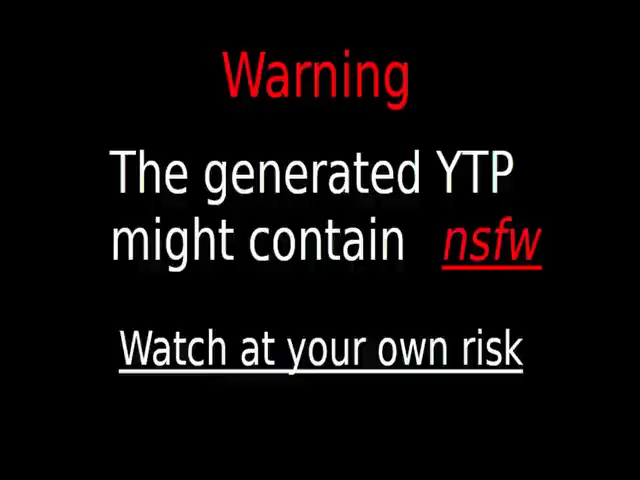 Warning
The generated YTP
might contain nsfw
Watch at your own risk